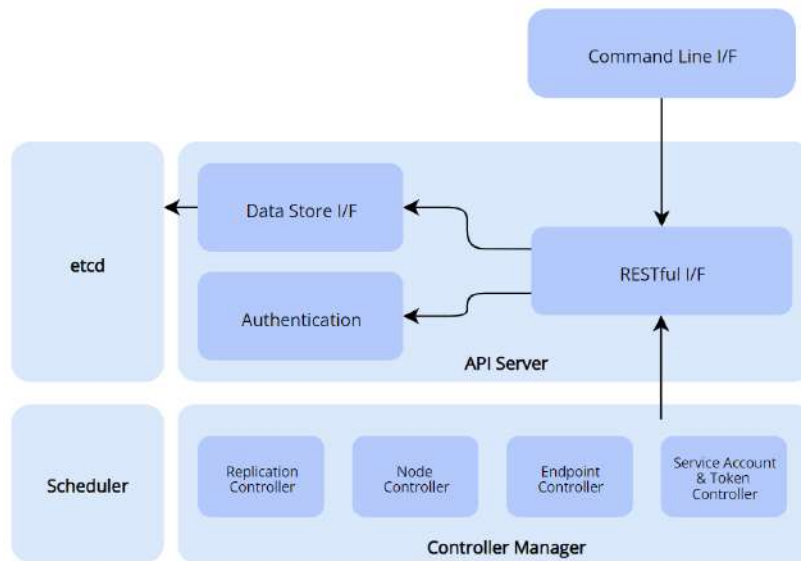 Command Line I/F
Data Store I/F
etcd
RESTful I/F
Authentication
API Server
Scheduler
Replication
Controller
Node
Controller
Endpoint
Controller
Service Account
& Token
Controller
Controller Manager